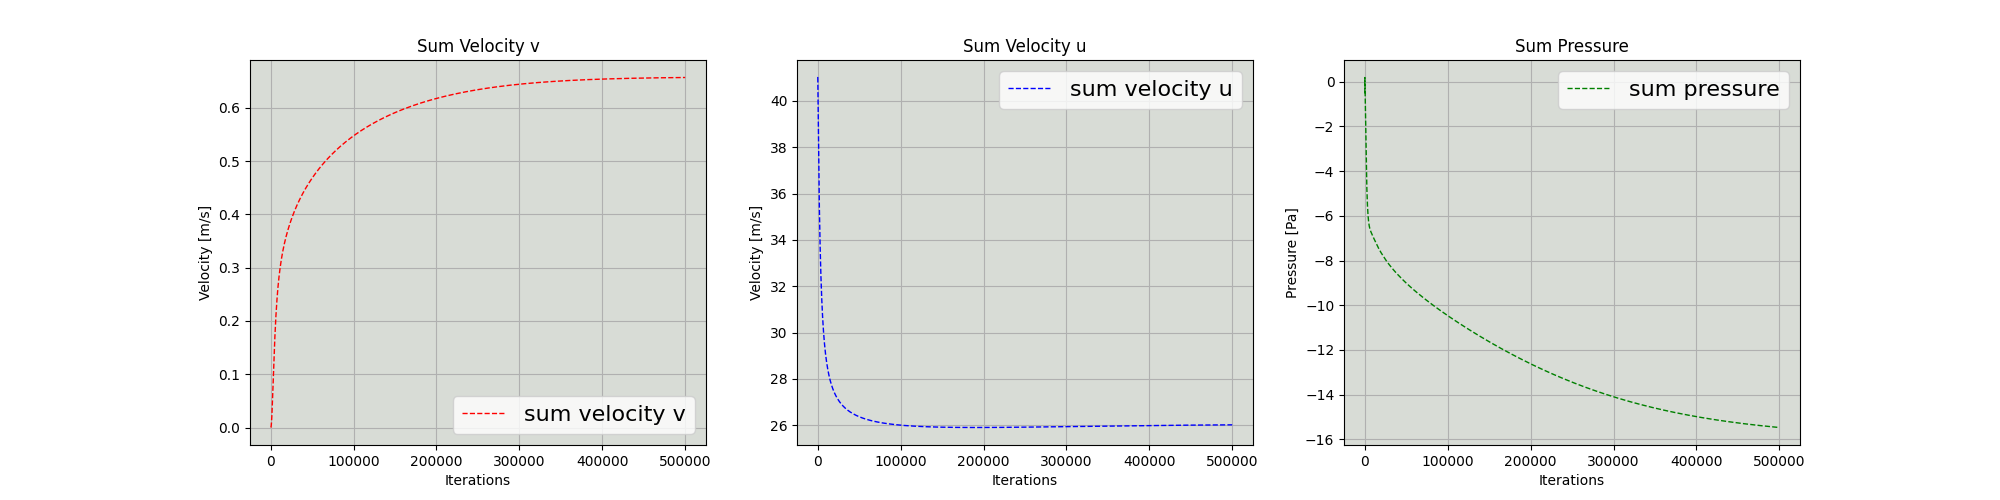 Sum Velocity v
Velocity [m/s]
0.6
0.5
0.4
0.3
0.2
0.1
0.0
sum velocity v
0 100000 200000 300000 400000 500000
Iterations
Sum Velocity u
Velocity [m/s]
40
38
36
34
32
30
28
26
sum velocity u
0 100000 200000 300000 400000 500000
Iterations
Sum Pressure
Pressure [Pa]
0
−2
−4
−6
−8
−10
−12
−14
−16
sum pressure
0 100000 200000 300000 400000 500000
Iterations